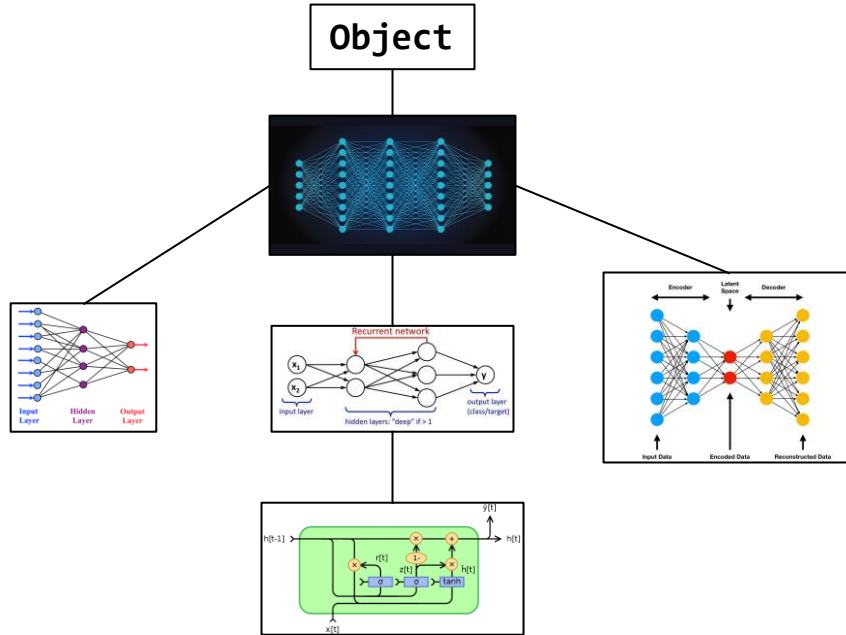 Object
Input
Layer
Hidden
Layer
Output
Layer
Recurrent network
x1
x2
y
input layer
output layer
(class/target)
hidden layers: "deep" if > 1
Encoder
Latent
Space
Decoder
Input Data
Encoded Data
Reconstructed Data
ŷ[t]
h[t-1]
h[t]
× +
1-
r[t]
z[t]
ĥ[t]
× ×
σ σ tanh
x[t]